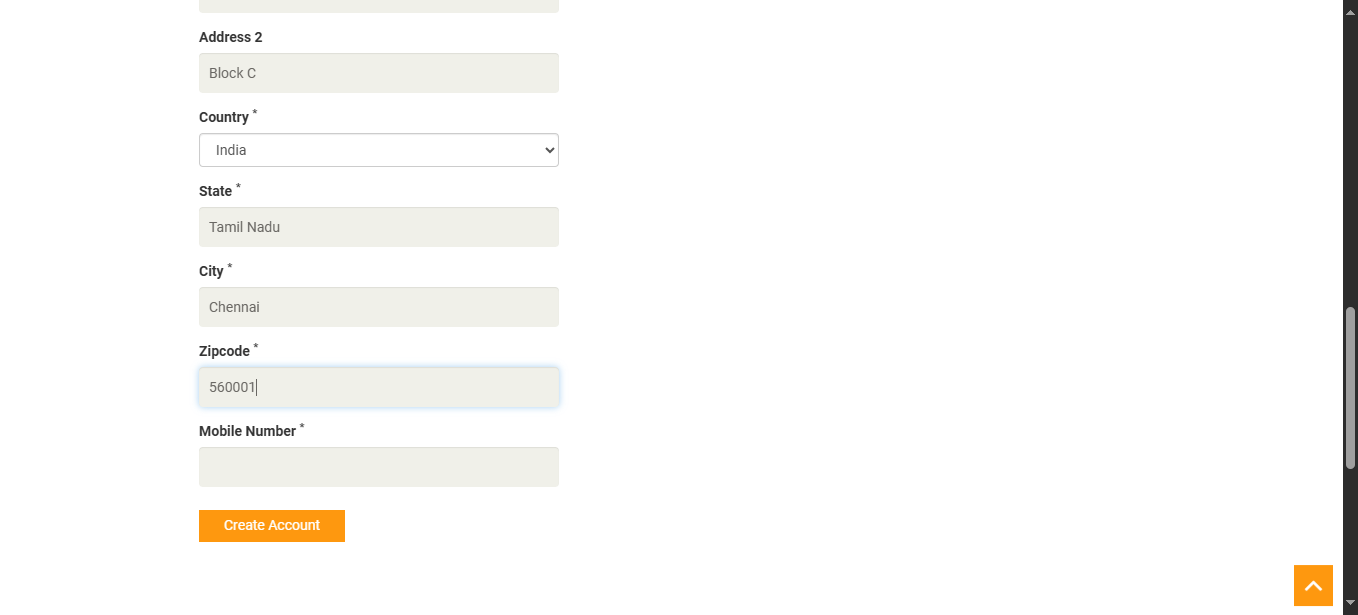 Address 2
Block C
Country *
India
State *
Tamil Nadu
City *
Chennai
Zipcode *
560001
Mobile Number *
Create Account